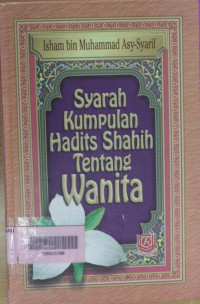 Isham bin Muhammad Asy-Syarif
Syarah
Kumpulan
Hadits Shahih
Tentang
Wanita